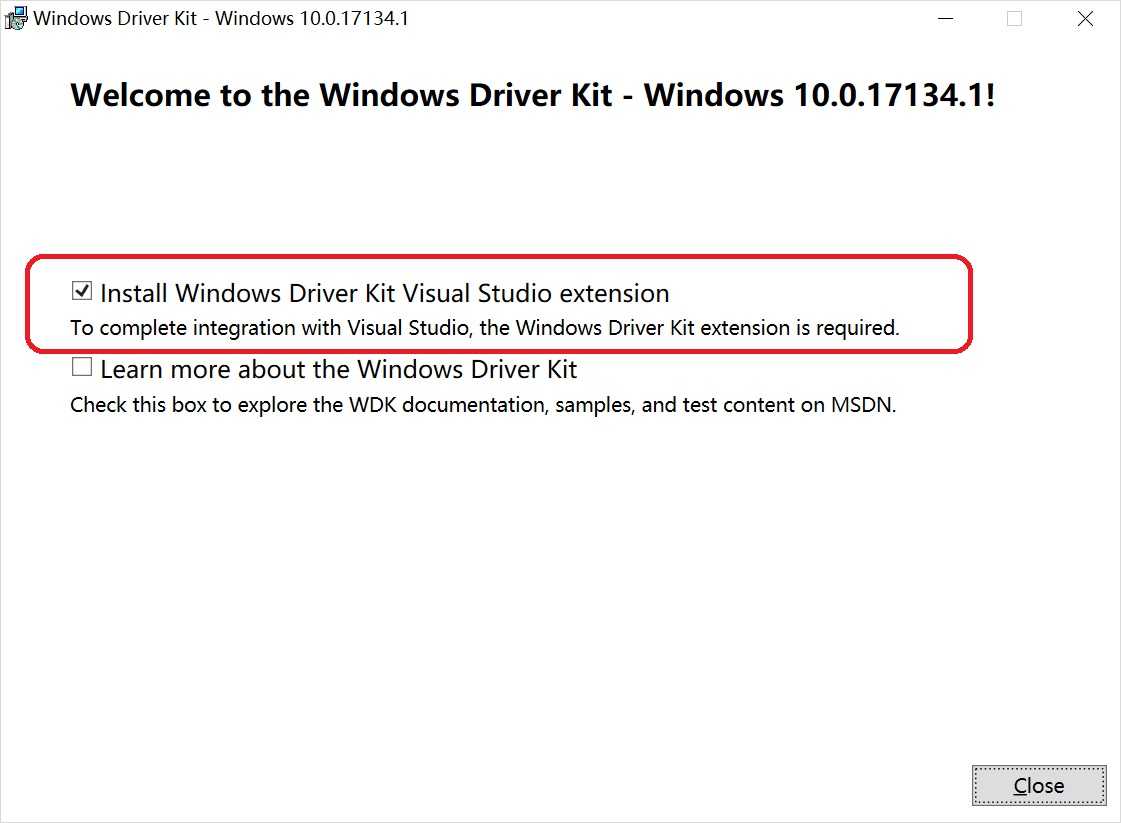 Windows Driver Kit - Windows 10.0.17134.1
Welcome to the Windows Driver Kit - Windows 10.0.17134.1!
Install Windows Driver Kit Visual Studio extension
To complete integration with Visual Studio, the Windows Driver Kit extension is required.
Learn more about the Windows Driver Kit
Check this box to explore the WDK documentation, samples, and test content on MSDN.
Close